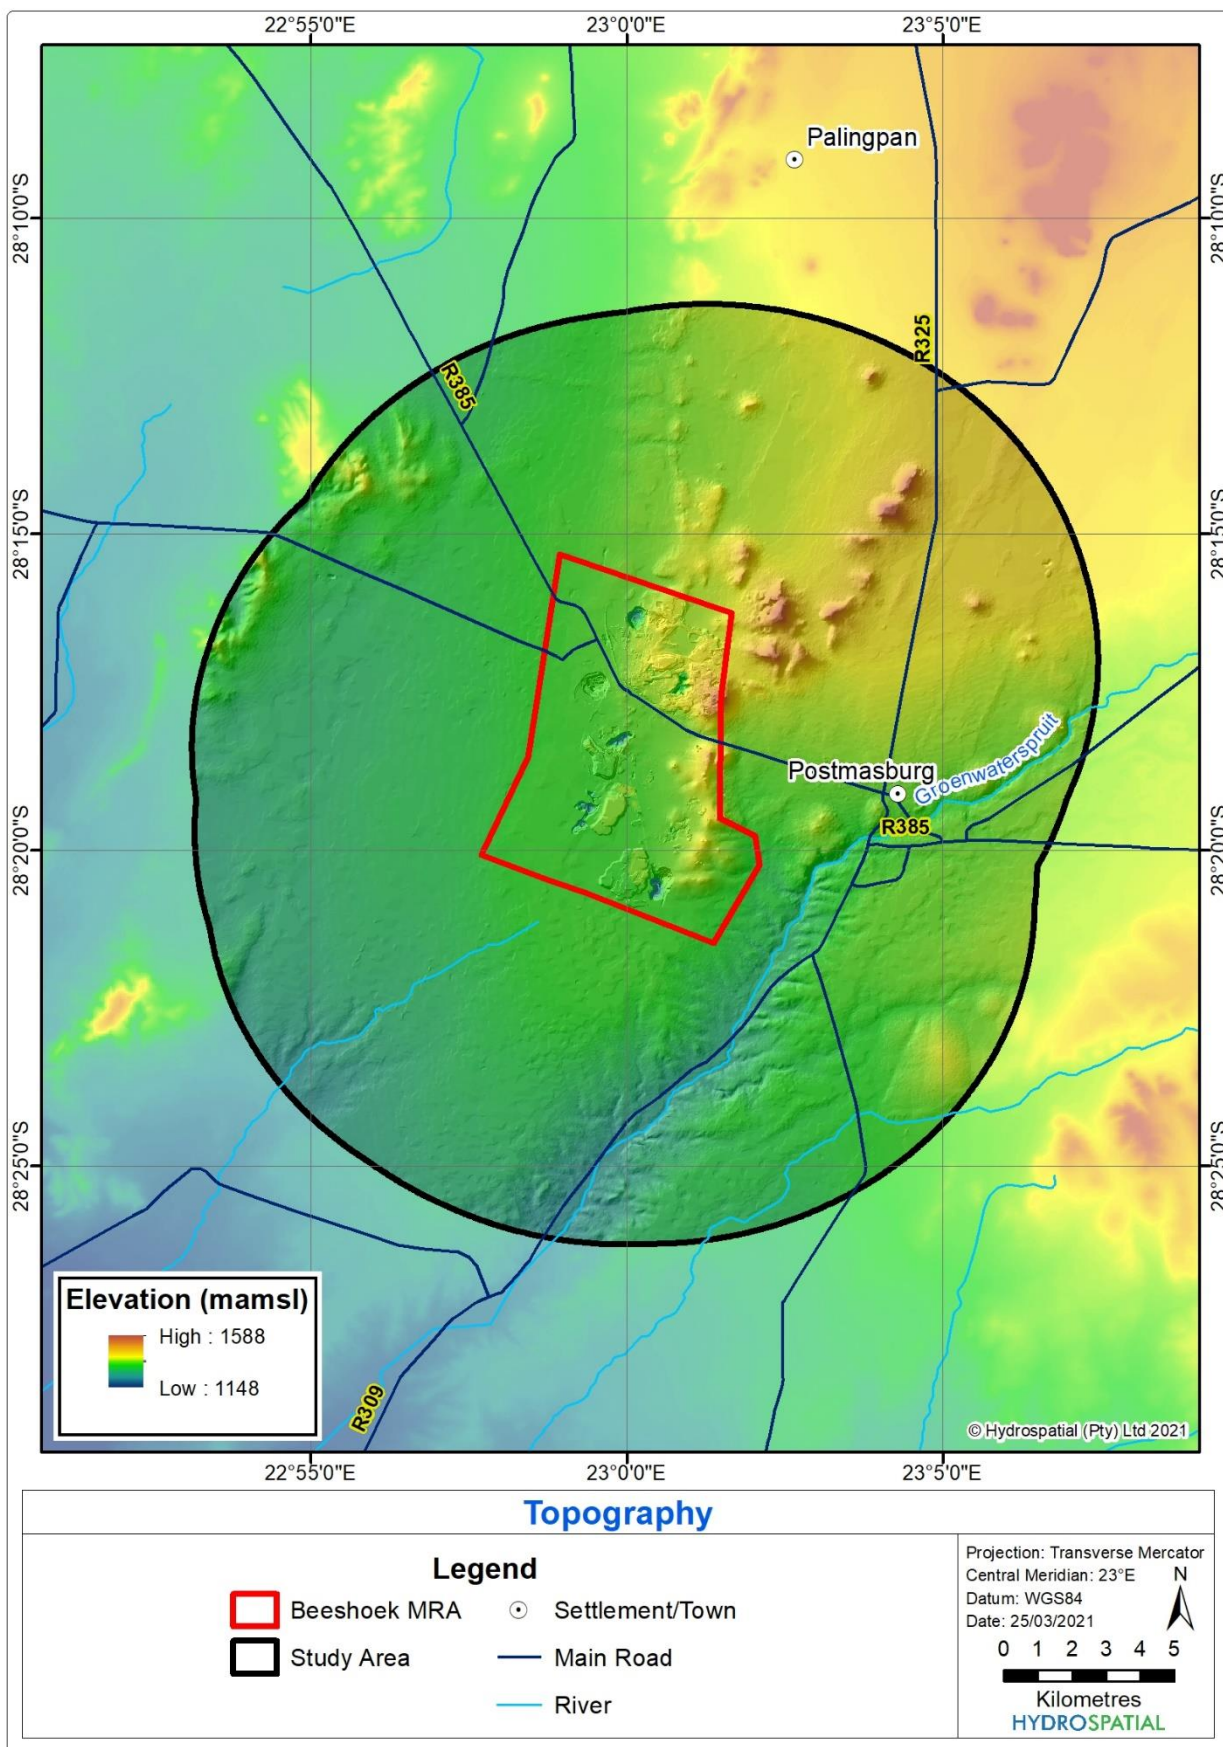 22°55'0"E 23°0'0"E 23°5'0"E
Palingpan
28°10'0"S 28°10'0"S
R325
R385
28°15'0"S 28°15'0"S
Groenwaterspruit
Postmasburg
R385
28°20'0"S 28°20'0"S
28°25'0"S 28°25'0"S
Elevation (mamsl)
High : 1588
Low : 1148
R309
© Hydrospatial (Pty) Ltd 2021
22°55'0"E 23°0'0"E 23°5'0"E
Topography
Legend
Beeshoek MRA
Settlement/Town
Study Area
Main Road
River
Projection: Transverse Mercator
Central Meridian: 23°E
N
Datum: WGS84
Date: 25/03/2021
0 1 2 3 4 5
Kilometres
HYDROSPATIAL